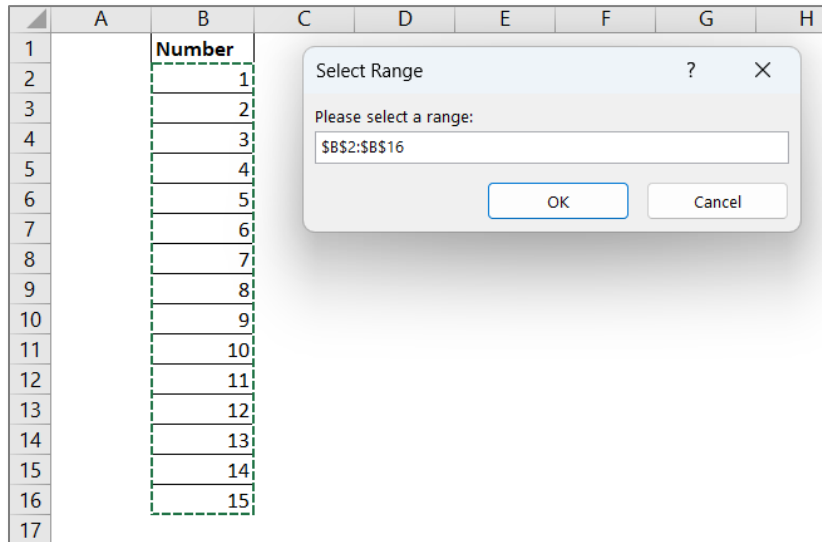 A B C D E F G H
1 Number
2 1
3 2
4 3
5 4
6 5
7 6
8 7
9 8
10 9
11 10
12 11
13 12
14 13
15 14
16 15
17
Select Range ? ×
Please select a range:
$B$2:$B$16
OK Cancel